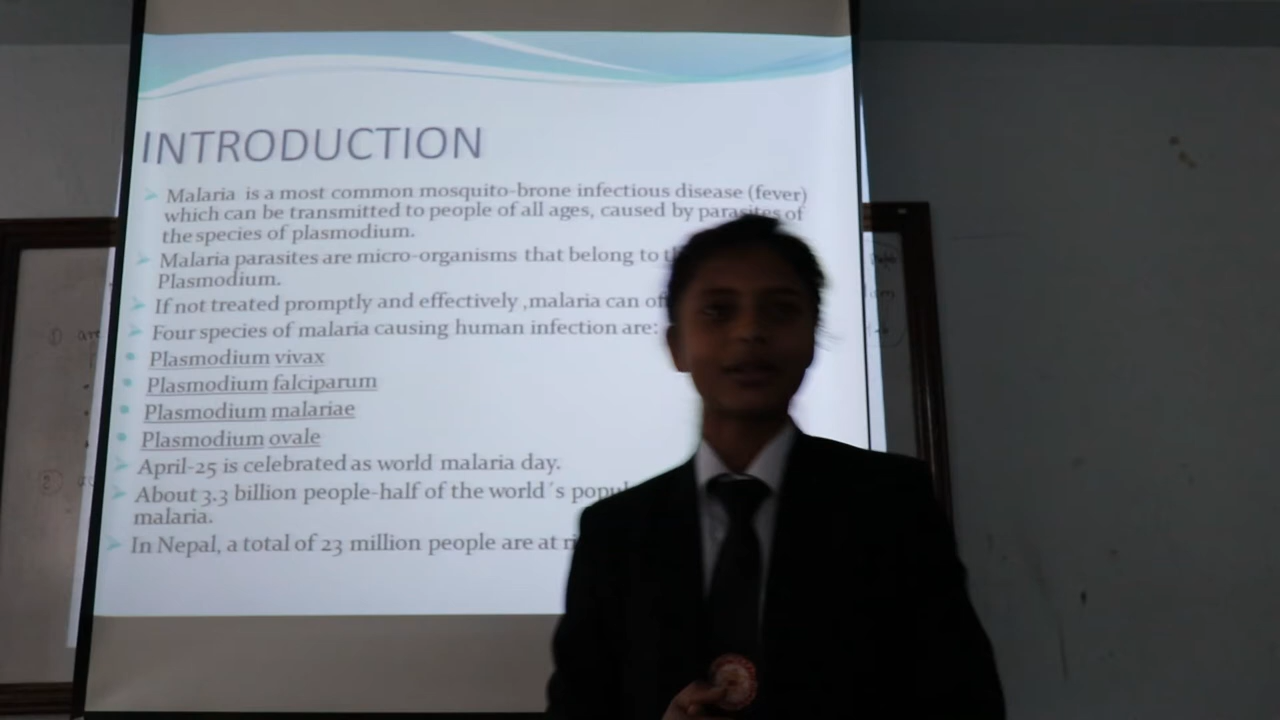 INTRODUCTION
Malaria is a most common mosquito-brone infectious disease (fever)
which can be transmitted to people of all ages, caused by parasites of
the species of plasmodium.
Malaria parasites are micro-organisms that belong to
Plasmodium.
If not treated promptly and effectively ,malaria can
Four species of malaria causing human infection are:
Plasmodium vivax
Plasmodium falciparum
Plasmodium malariae
Plasmodium ovale
April-25 is celebrated as world malaria day.
About 3.3 billion people-half of the world´s
malaria.
In Nepal, a total of 23 million people are at